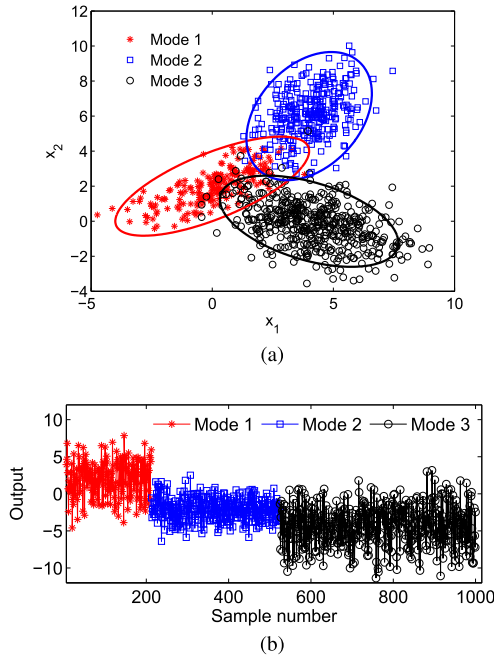 12
10
8
6
4
2
0
−2
−4
x2
Mode 1
Mode 2
Mode 3
−5 0 5 10
x1
(a)
10
5
0
−5
−10
Output
Mode 1 Mode 2 Mode 3
200 400 600 800 1000
Sample number
(b)